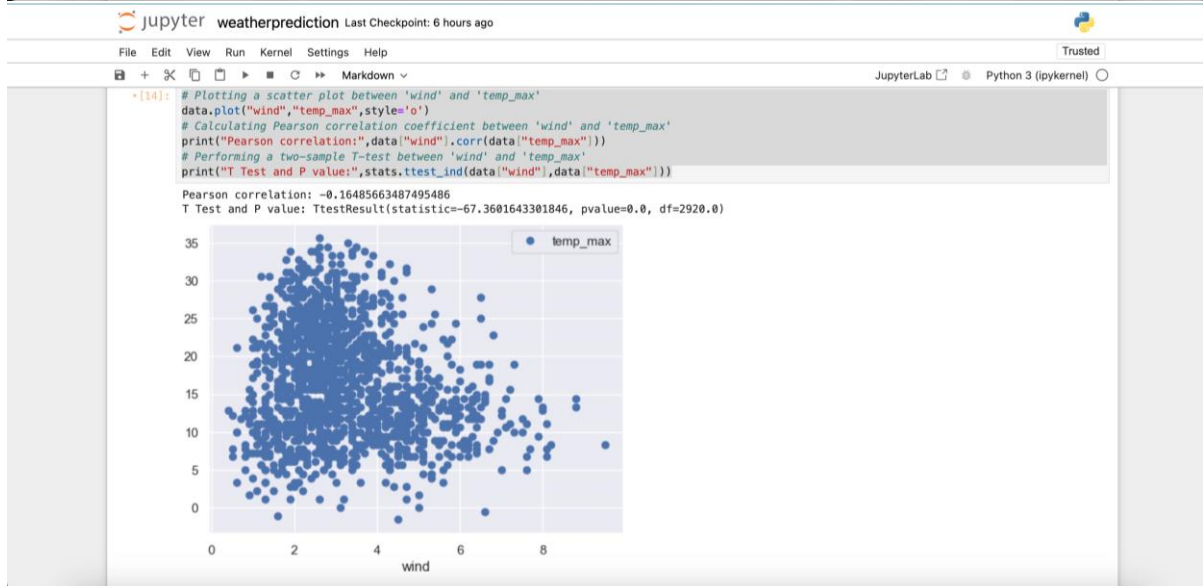 jupyter weatherprediction Last Checkpoint: 6 hours ago
File Edit View Run Kernel Settings Help Trusted
Markdown JupyterLab Python 3 (ipykernel)
•[14]: # Plotting a scatter plot between 'wind' and 'temp_max'
data.plot("wind","temp_max",style='o')
# Calculating Pearson correlation coefficient between 'wind' and 'temp_max'
print("Pearson correlation:",data["wind"].corr(data["temp_max"]))
# Performing a two-sample T-test between 'wind' and 'temp_max'
print("T Test and P value:",stats.ttest_ind(data["wind"],data["temp_max"]))
Pearson correlation: -0.16485663487495486
T Test and P value: TtestResult(statistic=-67.3601643301846, pvalue=0.0, df=2920.0)
temp_max
35
30
25
20
15
10
5
0
0 2 4 6 8
wind